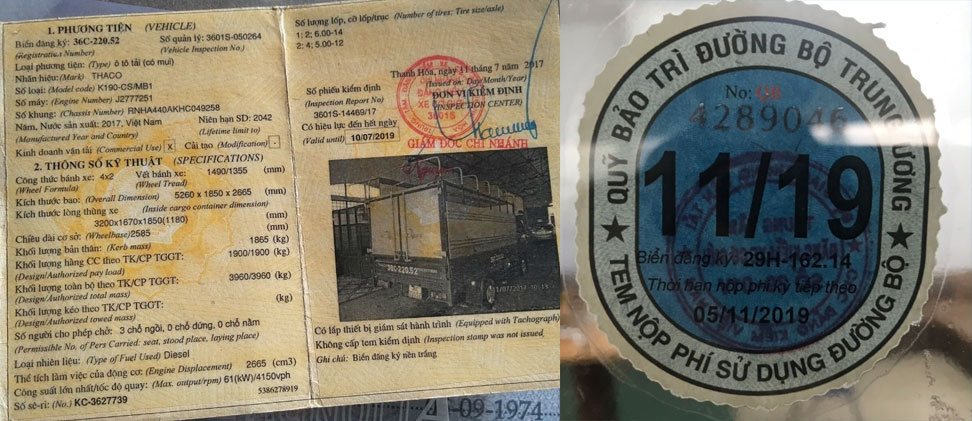 1. PHƯƠNG TIỆN (VEHICLE)
Biển đăng ký: 36C-220.52 Số quản lý: 3601S-050264
(Registration Number) (Vehicle Inspection No.)
Loại phương tiện: (Type) ô tô tải (có mui)
Nhãn hiệu: (Mark) THACO
Số loại: (Model code) K190-CS/MB1
Số máy: (Engine Number) J2777251
Số khung: (Chassis Number) RNHA440AKHC049258
Năm, Nước sản xuất: 2017, Việt Nam Niên hạn SD: 2042
(Manufactured Year and Country) (Lifetime limit to)
Kinh doanh vận tải (Commercial Use) X Cải tạo (Modification) -
2. THÔNG SỐ KỸ THUẬT (SPECIFICATIONS)
Công thức bánh xe: 4x2 Vết bánh xe: 1490/1355 (mm)
(Wheel Formula) (Wheel Tread)
Kích thước bao: (Overall Dimension) 5260 x 1850 x 2665 (mm)
Kích thước lòng thùng xe (Inside cargo container dimension)
3200x1670x1850(1180) (mm)
Chiều dài cơ sở: (Wheelbase) 2585 (mm)
Khối lượng bản thân: (Kerb mass) 1865 (kg)
Khối lượng hàng CC theo TK/CP TGGT: 1900/1900 (kg)
(Design/Authorized pay load)
Khối lượng toàn bộ theo TK/CP TGGT: 3960/3960 (kg)
(Design/Authorized total mass)
Khối lượng kéo theo TK/CP TGGT: (kg)
(Design/Authorized towed mass)
Số người cho phép chở: 3 chỗ ngồi, 0 chỗ đứng, 0 chỗ nằm
(Permissible No. of Pers Carried: seat, stood place, laying place)
Loại nhiên liệu: (Type of Fuel Used) Diesel
Thể tích làm việc của động cơ: (Engine Displacement) 2665 (cm3)
Công suất lớn nhất/tốc độ quay: (Max. output/rpm) 61(kW)/4150vph
Số sê-ri: (No.) KC-3627739 5386278919
Số lượng lốp, cỡ lốp/trục (Number of tires: Tire size/axle)
1: 2; 6.00-14
2: 4; 5.00-12
Thanh Hóa, ngày 11 tháng 7 năm 2017
(Issued on: Day/Month/Year)
Số phiếu kiểm định ĐƠN VỊ KIỂM ĐỊNH
(Inspection Report No) (INSPECTION CENTER)
3601S-14469/17
Có hiệu lực đến hết ngày
(Valid until) 10/07/2019
GIÁM ĐỐC CHI NHÁNH
3601S
36C-220.52
Có lắp thiết bị giám sát hành trình (Equipped with Tachograph)
Không cấp tem kiểm định (Inspection stamp was not issued)
Ghi chú: Biển đăng ký nền trắng
-09-1974
QUỸ BẢO TRÌ ĐƯỜNG BỘ TRUNG ƯƠNG
No: QB
4289046
11/19
Biển đăng ký 29H-162.14
Thời hạn nộp phí kỳ tiếp theo
05/11/2019
★ TEM NỘP PHÍ SỬ DỤNG ĐƯỜNG BỘ ★